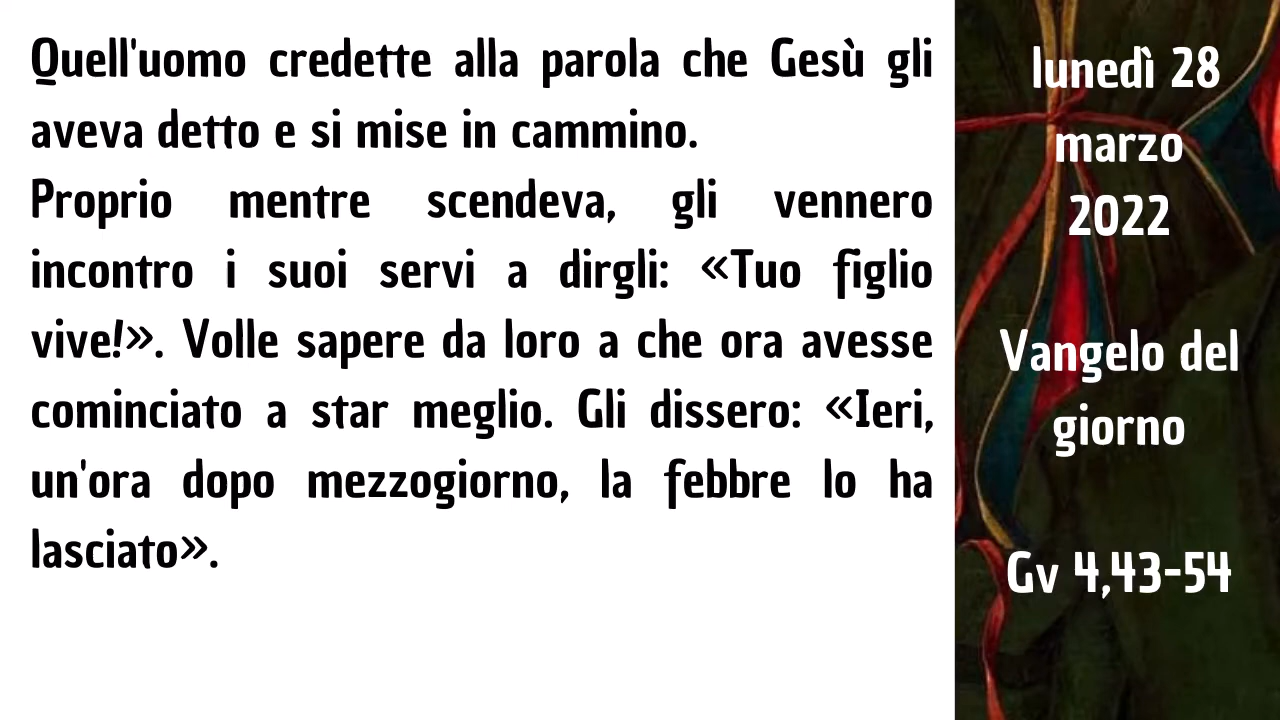 Quell'uomo credette alla parola che Gesù gli
aveva detto e si mise in cammino.
Proprio mentre scendeva, gli vennero
incontro i suoi servi a dirgli: «Tuo figlio
vive!». Volle sapere da loro a che ora avesse
cominciato a star meglio. Gli dissero: «Ieri,
un'ora dopo mezzogiorno, la febbre lo ha
lasciato».
lunedì 28
marzo
2022
Vangelo del
giorno
Gv 4,43-54